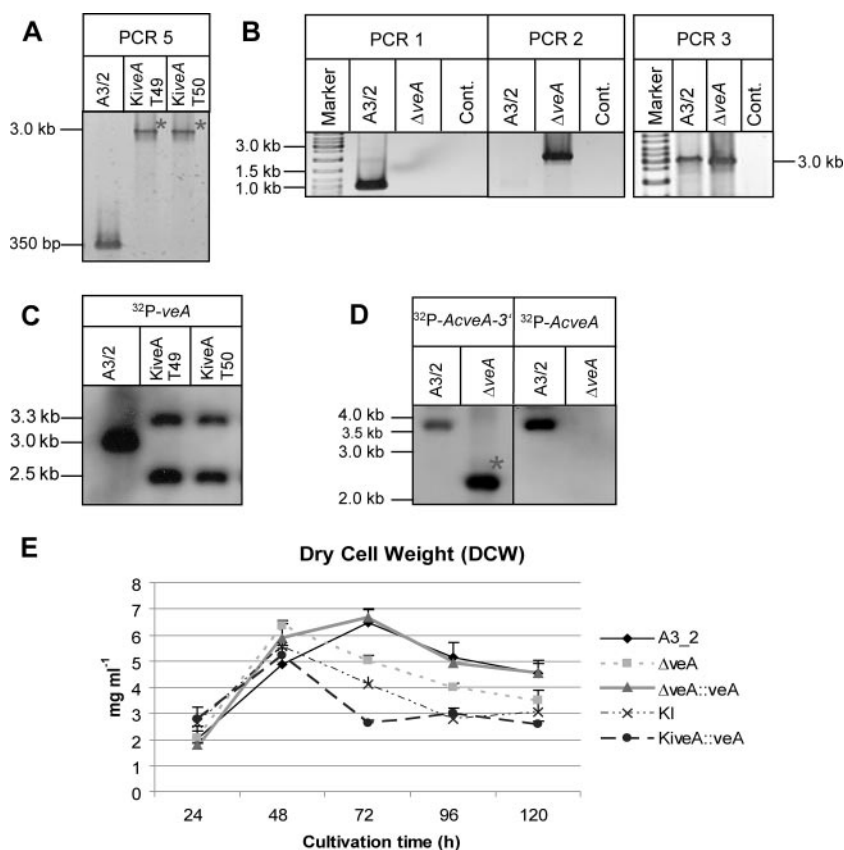 A
PCR 5
A3/2
KiveA T49
KiveA T50
3.0 kb
*
*
350 bp
B
PCR 1
PCR 2
PCR 3
Marker
A3/2
ΔveA
Cont.
A3/2
ΔveA
Cont.
Marker
A3/2
ΔveA
Cont.
3.0 kb
1.5 kb
1.0 kb
3.0 kb
C
³²P-veA
A3/2
KiveA T49
KiveA T50
3.3 kb
3.0 kb
2.5 kb
D
³²P-AcveA-3'
³²P-AcveA
A3/2
ΔveA
A3/2
ΔveA
4.0 kb
3.5 kb
3.0 kb
2.0 kb
*
E
Dry Cell Weight (DCW)
mg ml⁻¹
8
7
6
5
4
3
2
1
0
24
48
72
96
120
Cultivation time (h)
A3_2
ΔveA
ΔveA::veA
KI
KiveA::veA